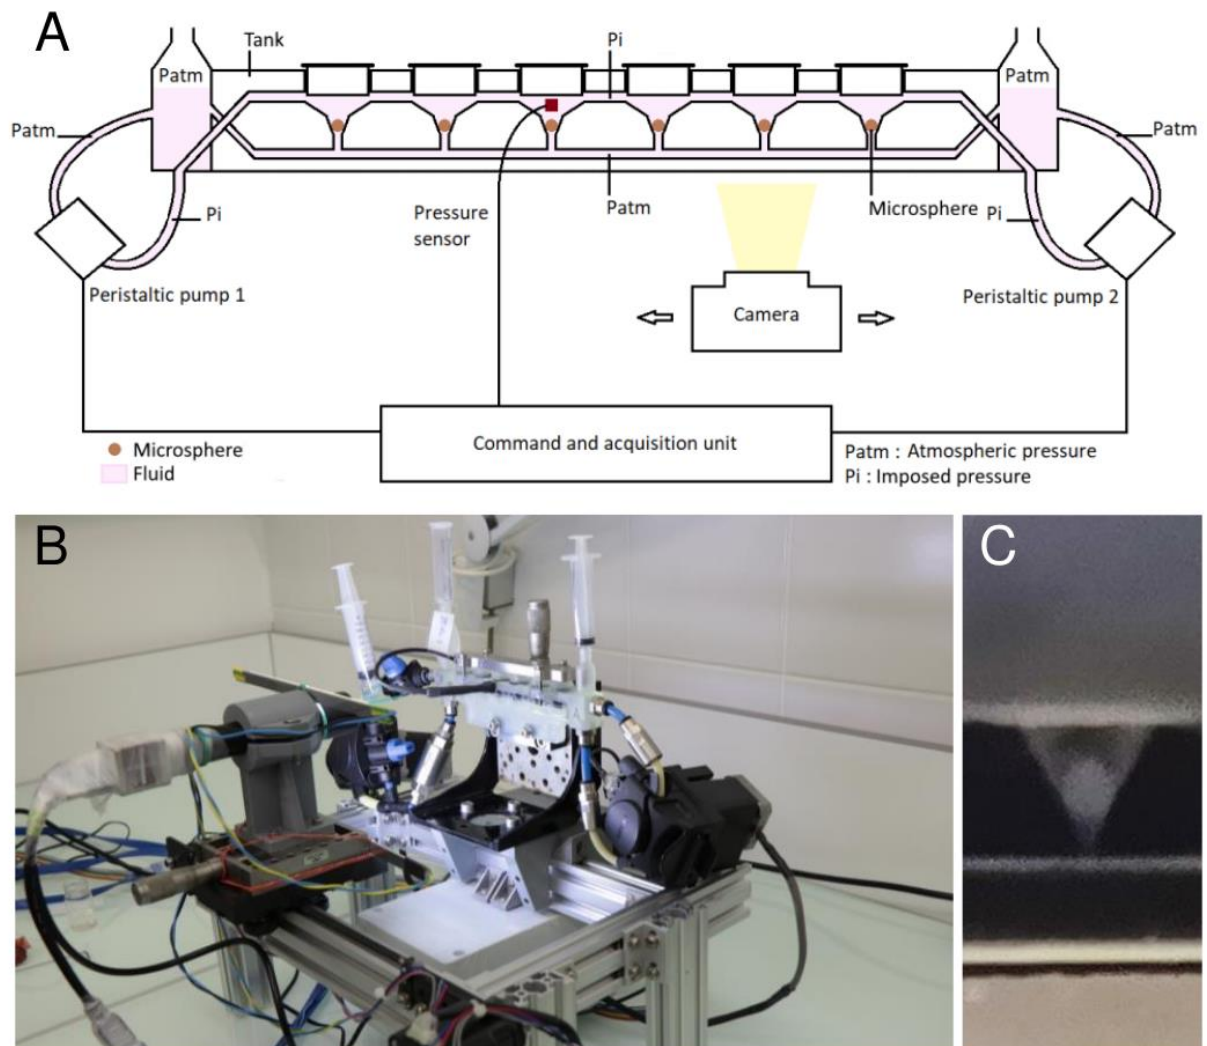 A
Tank
Pi
Patm
Patm
Patm
Patm
Pi
Pressure
sensor
Patm
Microsphere
Pi
Peristaltic pump 1
Camera
Peristaltic pump 2
Command and acquisition unit
Microsphere
Fluid
Patm : Atmospheric pressure
Pi : Imposed pressure
B
C